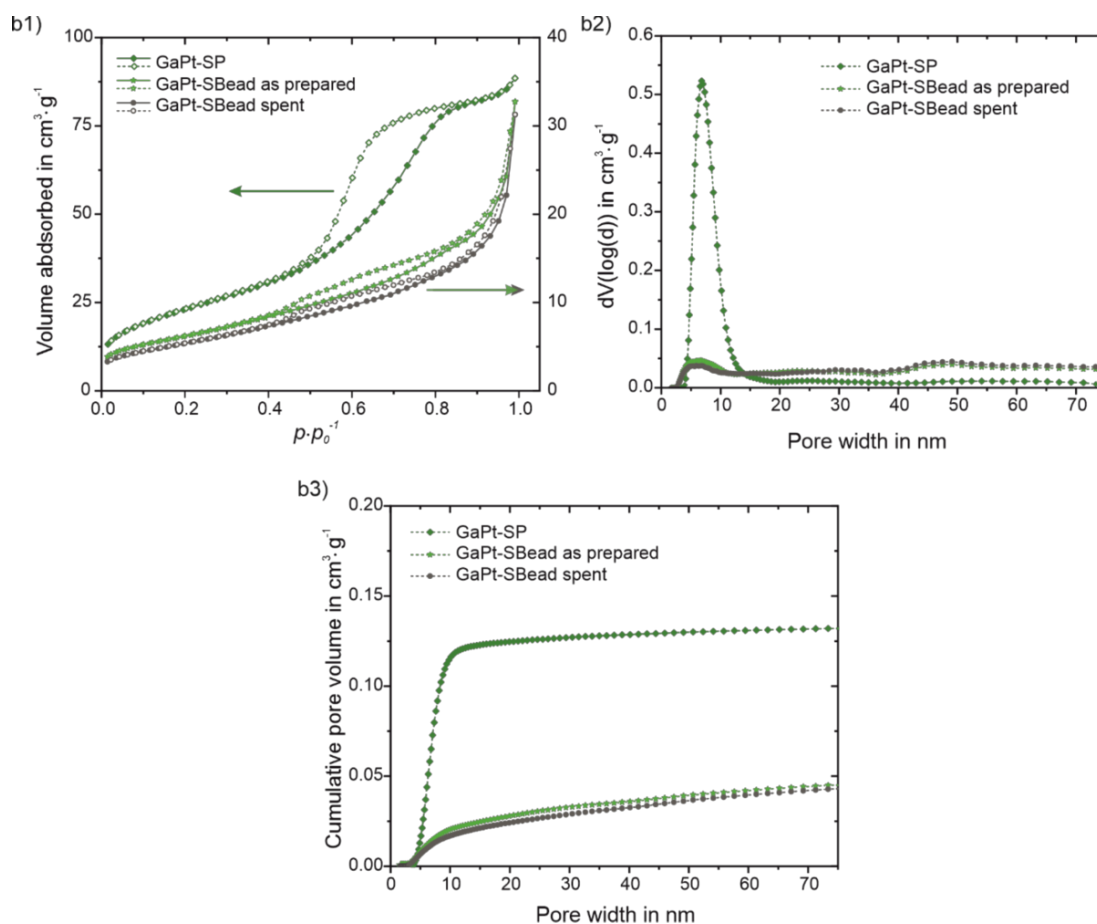 b1)
100
75
50
25
0
Volume abdsorbed in cm³·g⁻¹
GaPt-SP
GaPt-SBead as prepared
GaPt-SBead spent
40
30
20
10
0
0.0 0.2 0.4 0.6 0.8 1.0
p·p₀⁻¹
b2)
0.6
0.5
0.4
0.3
0.2
0.1
0.0
dV(log(d)) in cm³·g⁻¹
GaPt-SP
GaPt-SBead as prepared
GaPt-SBead spent
0 10 20 30 40 50 60 70
Pore width in nm
b3)
0.20
0.15
0.10
0.05
0.00
Cumulative pore volume in cm³·g⁻¹
GaPt-SP
GaPt-SBead as prepared
GaPt-SBead spent
0 10 20 30 40 50 60 70
Pore width in nm